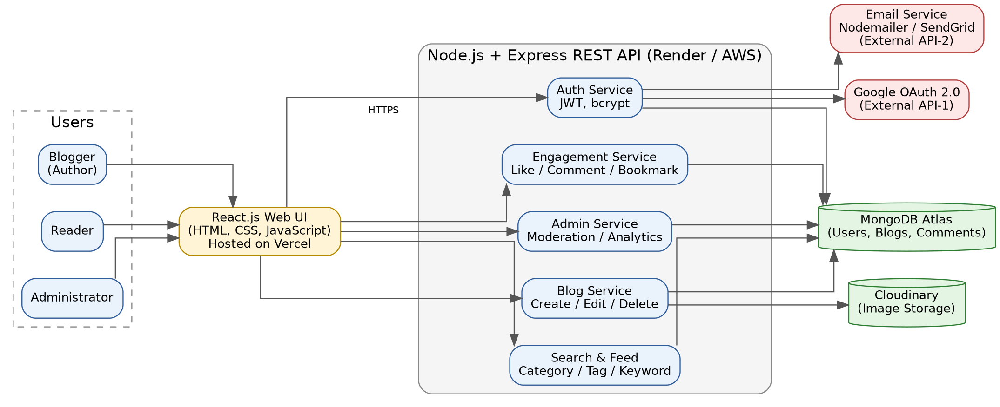 Users
Blogger
(Author)
Reader
Administrator
React.js Web UI
(HTML, CSS, JavaScript)
Hosted on Vercel
HTTPS
Node.js + Express REST API (Render / AWS)
Auth Service
JWT, bcrypt
Engagement Service
Like / Comment / Bookmark
Admin Service
Moderation / Analytics
Blog Service
Create / Edit / Delete
Search & Feed
Category / Tag / Keyword
Email Service
Nodemailer / SendGrid
(External API-2)
Google OAuth 2.0
(External API-1)
MongoDB Atlas
(Users, Blogs, Comments)
Cloudinary
(Image Storage)